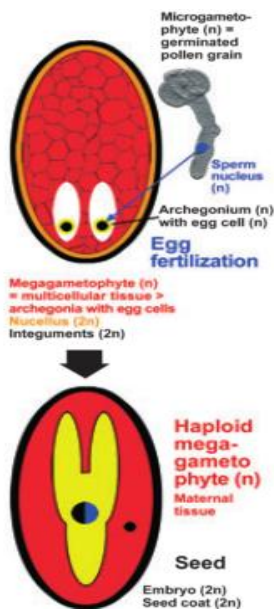 Microgameto-
phyte (n) =
germinated
pollen grain
Sperm
nucleus
(n)
Archegonium (n)
with egg cell (n)
Egg
fertilization
Megagametophyte (n)
= multicellular tissue >
archegonia with egg cells
Nucellus (2n)
Integuments (2n)
Haploid
mega-
gameto
phyte (n)
Maternal
tissue
Seed
Embryo (2n)
Seed coat (2n)